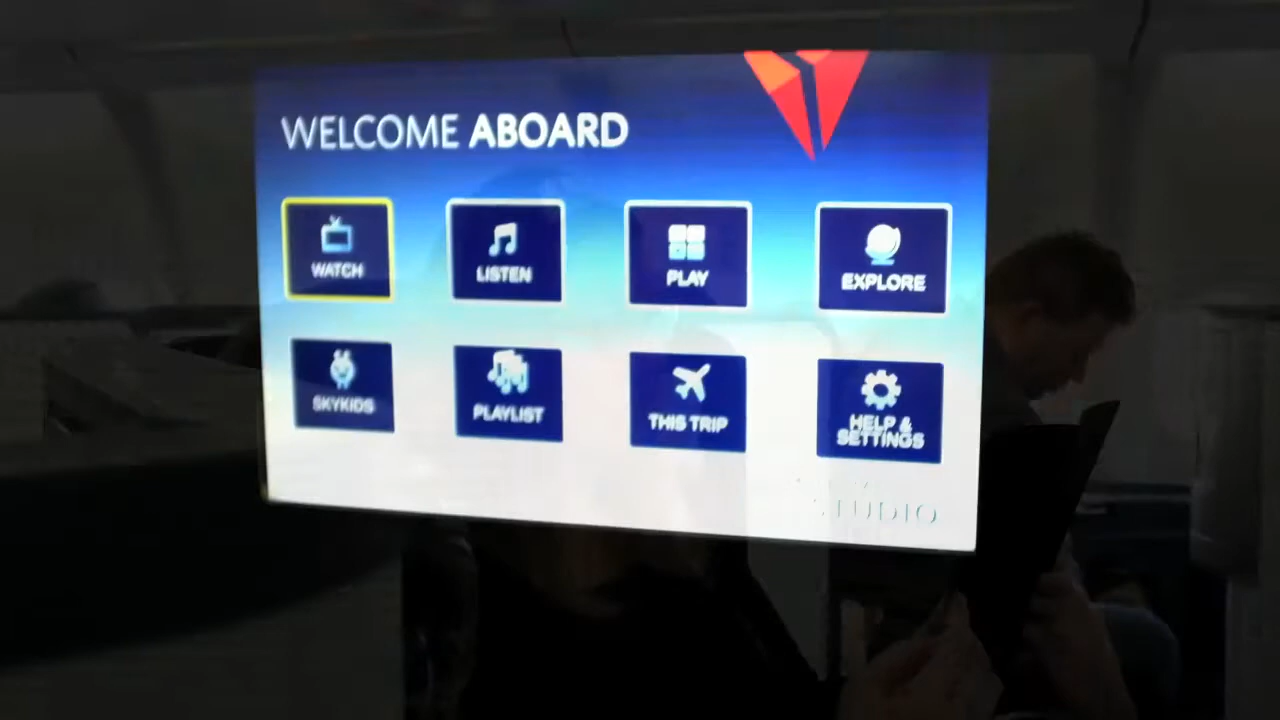 WELCOME ABOARD
WATCH
LISTEN
PLAY
EXPLORE
SKYKIDS
PLAYLIST
THIS TRIP
HELP &
SETTINGS
STUDIO